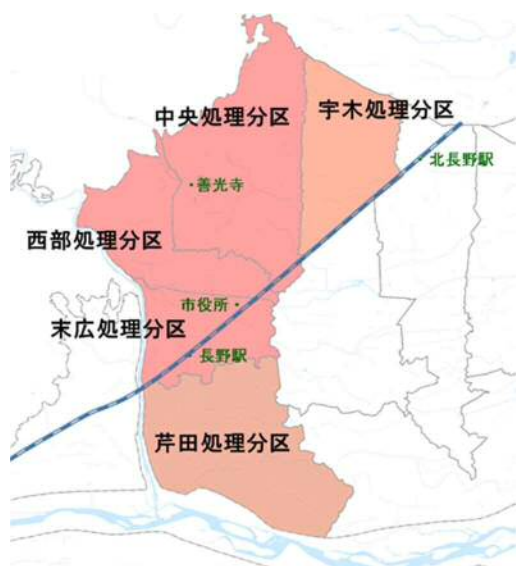 中央処理分区
宇木処理分区
北長野駅
善光寺
西部処理分区
市役所
末広処理分区
長野駅
芹田処理分区